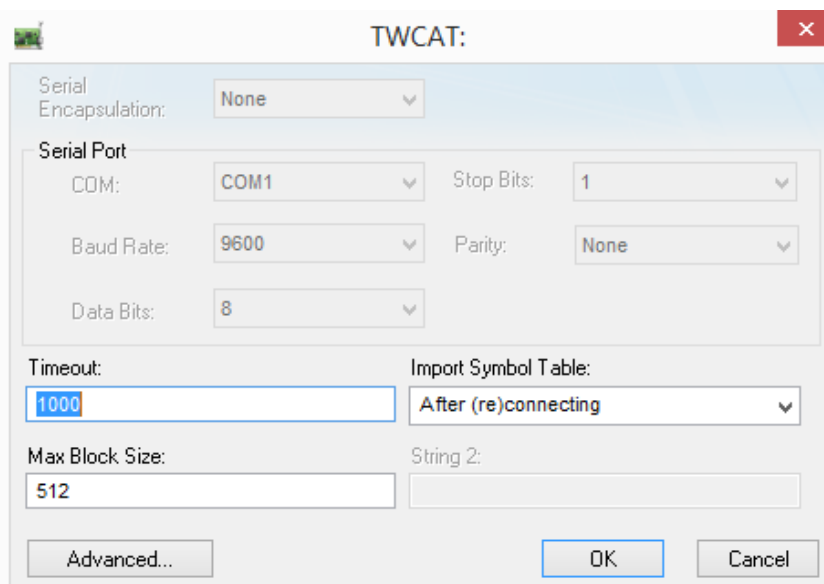 TWCAT:
Serial
Encapsulation:
None
Serial Port
COM:
COM1
Stop Bits:
1
Baud Rate:
9600
Parity:
None
Data Bits:
8
Timeout:
Import Symbol Table:
1000
After (re)connecting
Max Block Size:
String 2:
512
Advanced...
OK
Cancel